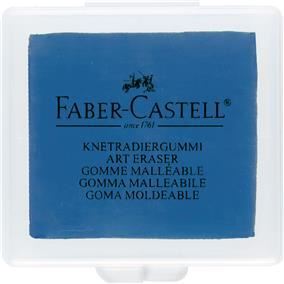 FABER-CASTELL®
since 1761
KNETRADIERGUMMI
ART ERASER
GOMME MALLÉABLE
GOMMA MALLEABILE
GOMA MOLDEABLE